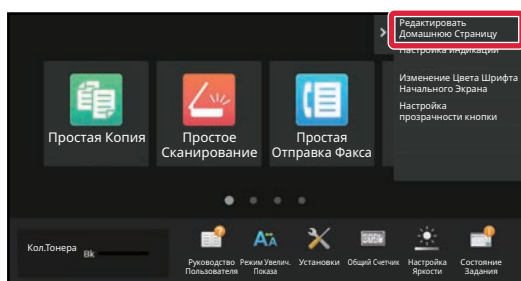 Редактировать
Домашнюю Страницу
Настройка индикации
Изменение Цвета Шрифта
Начального Экрана
Настройка
прозрачности кнопки
Простая Копия
Простое
Сканирование
Простая
Отправка Факса
Кол.Тонера
Bk
Руководство
Пользователя
Режим Увелич.
Показа
Установки
Общий Счетчик
Настройка
Яркости
Состояние
Задания